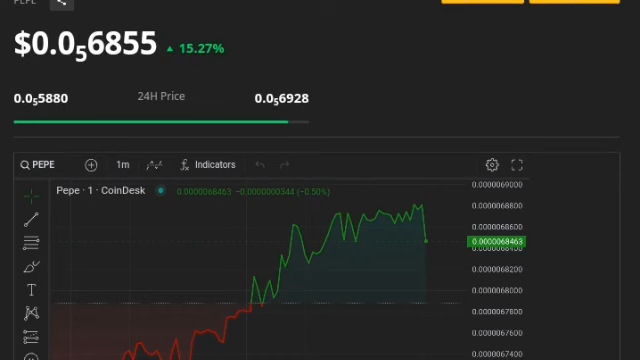 PEPE
$0.0₅6855 ▲ 15.27%
0.0₅5880 24H Price 0.0₅6928
PEPE 1m Indicators
Pepe · 1 · CoinDesk 0.0000068463 −0.0000000344 (−0.50%)
0.0000069000
0.0000068800
0.0000068600
0.0000068463
0.0000068400
0.0000068200
0.0000068000
0.0000067800
0.0000067600
0.0000067400